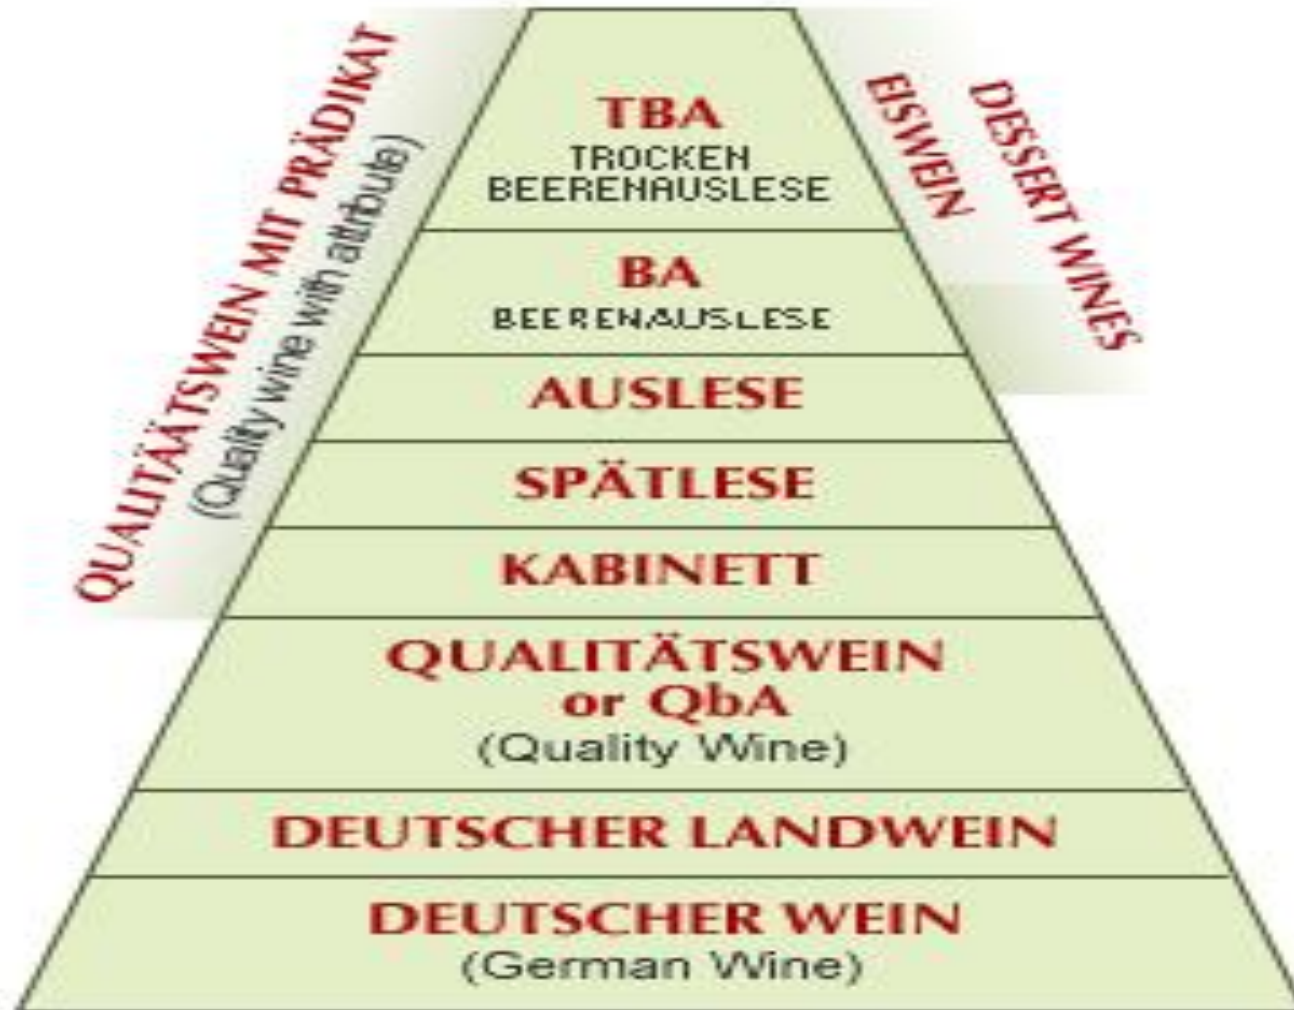 QUALITÄÄTSWEIN MIT PRÄDIKAT
(Quality wine with attribute)
EISWEIN
DESSERT WINES
TBA
TROCKEN
BEERENAUSLESE
BA
BEERENAUSLESE
AUSLESE
SPÄTLESE
KABINETT
QUALITÄTSWEIN
or QbA
(Quality Wine)
DEUTSCHER LANDWEIN
DEUTSCHER WEIN
(German Wine)